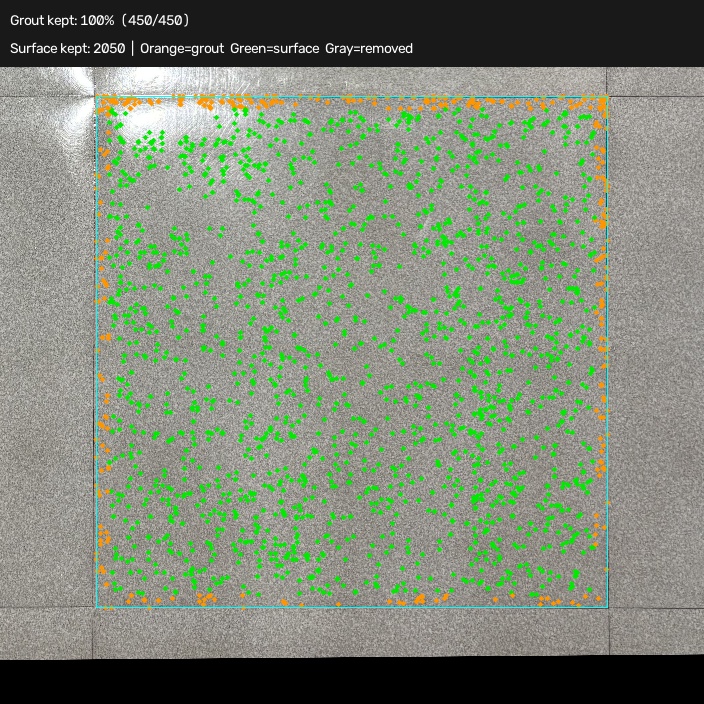 Grout kept: 100%  (450/450)
Surface kept: 2050 | Orange=grout  Green=surface  Gray=removed